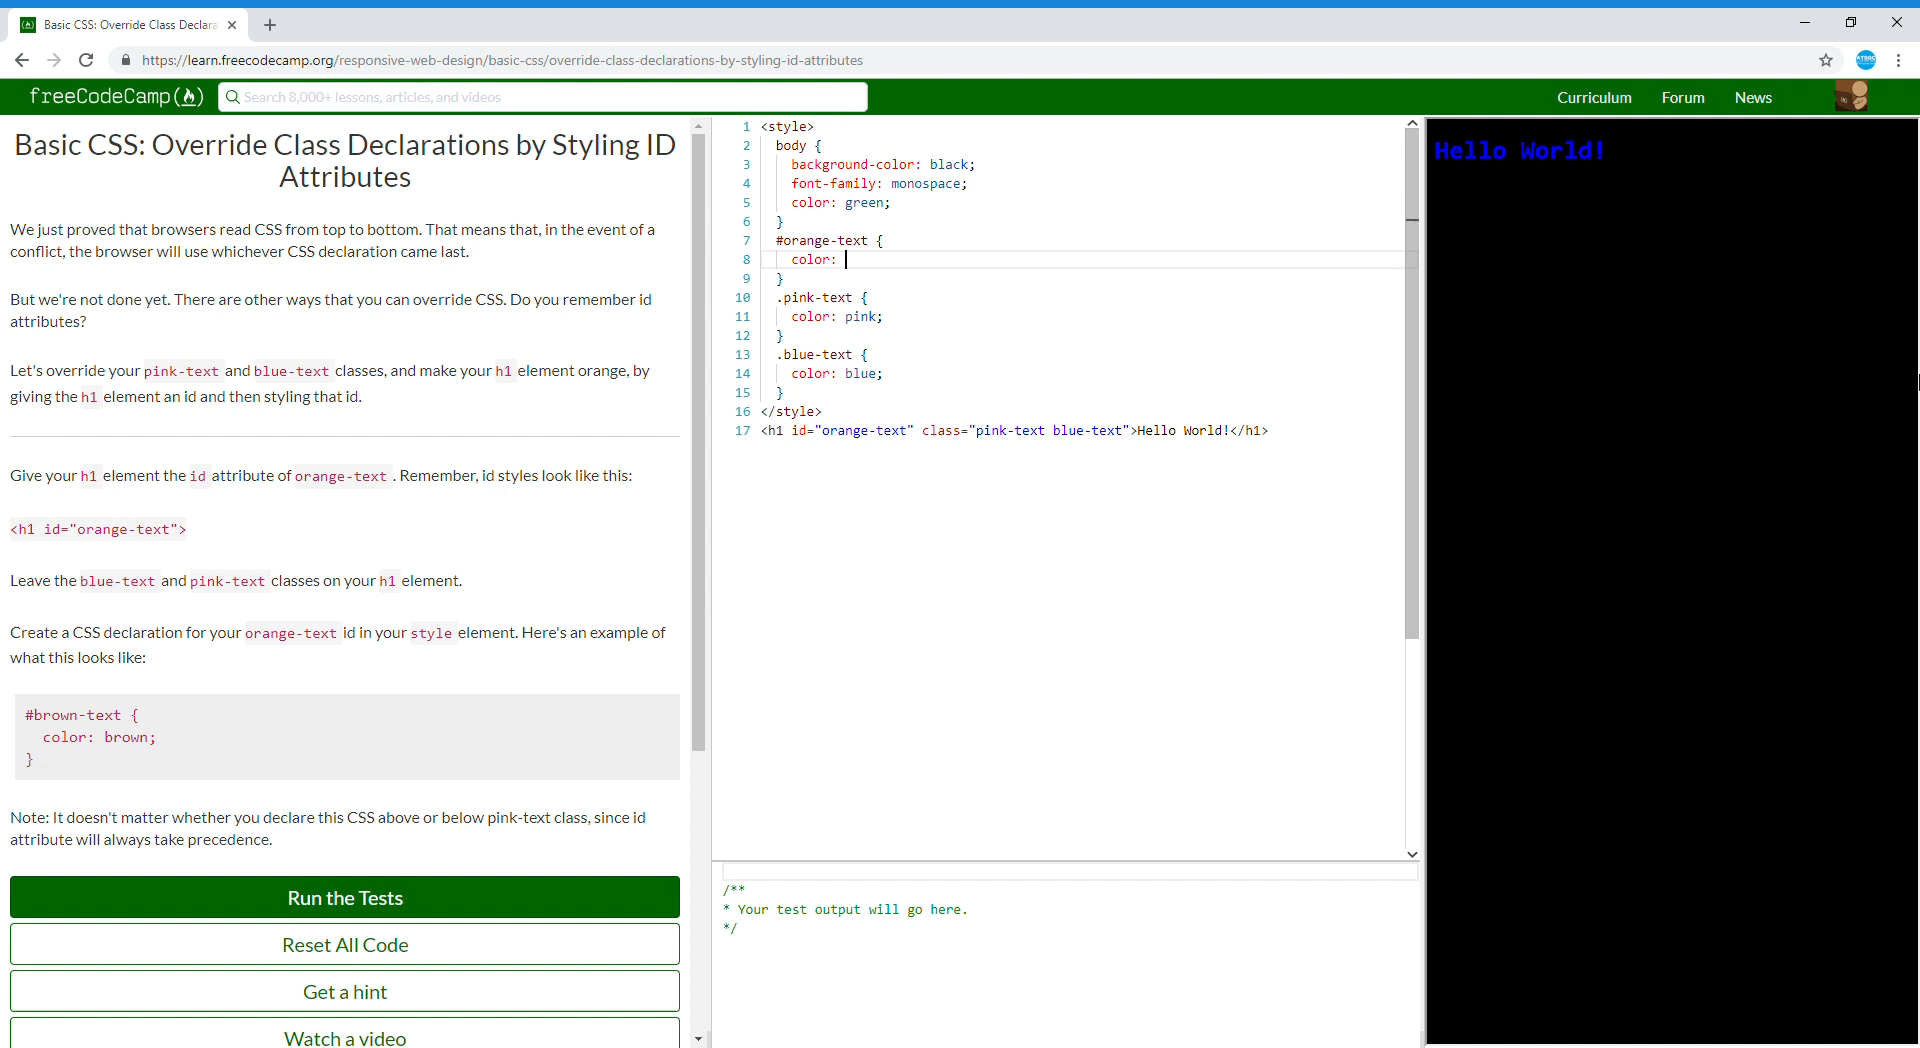 Basic CSS: Override Class Declara
https://learn.freecodecamp.org/responsive-web-design/basic-css/override-class-declarations-by-styling-id-attributes
freeCodeCamp
Search 8,000+ lessons, articles, and videos
Curriculum
Forum
News
Basic CSS: Override Class Declarations by Styling ID
Attributes
We just proved that browsers read CSS from top to bottom. That means that, in the event of a
conflict, the browser will use whichever CSS declaration came last.
But we're not done yet. There are other ways that you can override CSS. Do you remember id
attributes?
Let's override your pink-text and blue-text classes, and make your h1 element orange, by
giving the h1 element an id and then styling that id.
Give your h1 element the id attribute of orange-text . Remember, id styles look like this:
<h1 id="orange-text">
Leave the blue-text and pink-text classes on your h1 element.
Create a CSS declaration for your orange-text id in your style element. Here's an example of
what this looks like:
#brown-text {
color: brown;
}
Note: It doesn't matter whether you declare this CSS above or below pink-text class, since id
attribute will always take precedence.
Run the Tests
Reset All Code
Get a hint
Watch a video
1 <style>
2 body {
3 background-color: black;
4 font-family: monospace;
5 color: green;
6 }
7 #orange-text {
8 color:
9 }
10 .pink-text {
11 color: pink;
12 }
13 .blue-text {
14 color: blue;
15 }
16 </style>
17 <h1 id="orange-text" class="pink-text blue-text">Hello World!</h1>
/**
* Your test output will go here.
*/
Hello World!